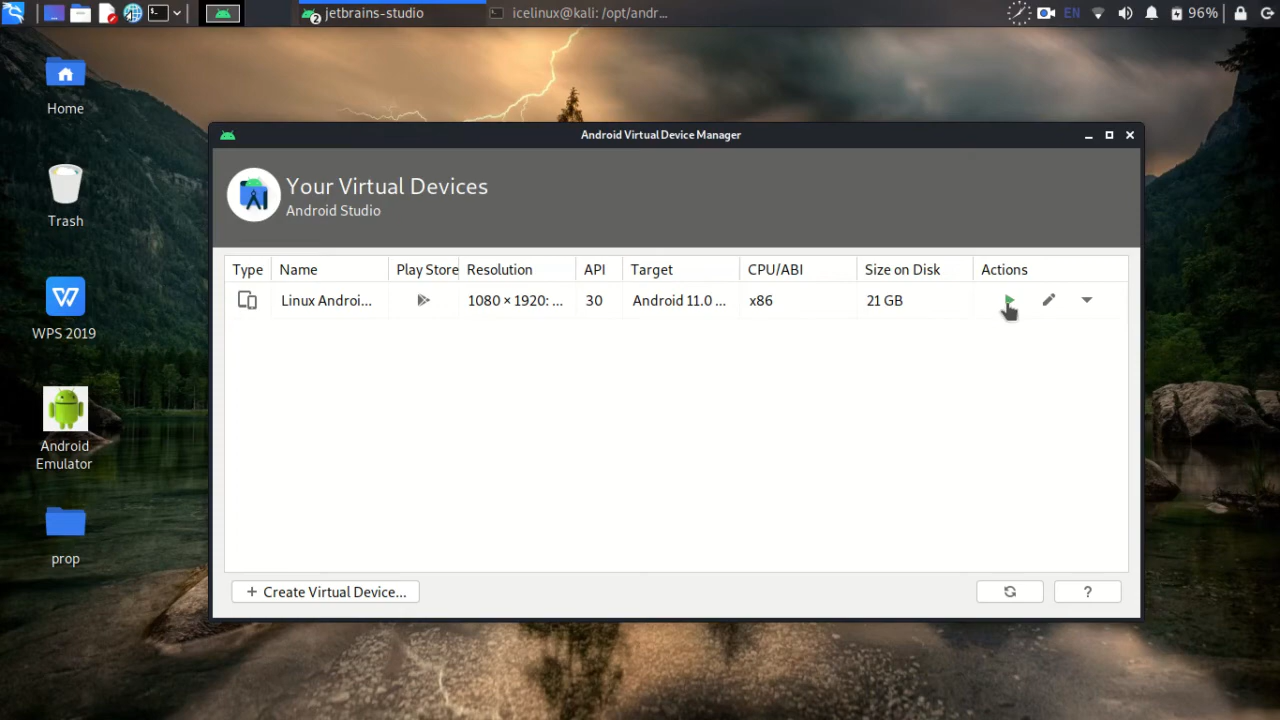 jetbrains-studio
2
icelinux@kali: /opt/andr...
EN
96%
Home
Trash
WPS 2019
Android
Emulator
prop
Android Virtual Device Manager
Your Virtual Devices
Android Studio
Type Name Play Store Resolution API Target CPU/ABI Size on Disk Actions
Linux Androi... 1080 × 1920: ... 30 Android 11.0 ... x86 21 GB
+ Create Virtual Device...
?